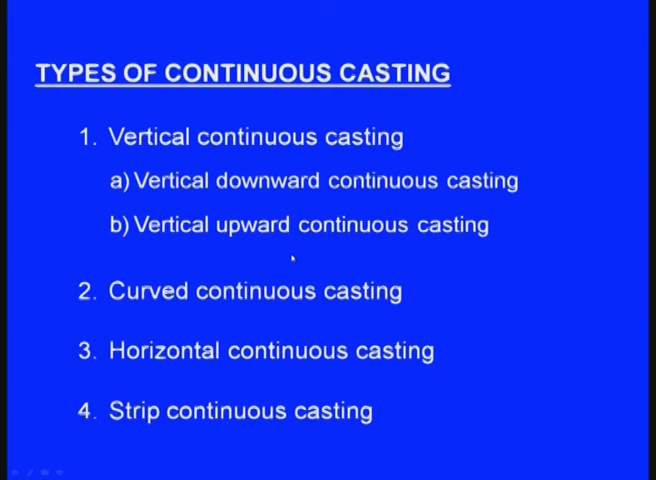 TYPES OF CONTINUOUS CASTING
1. Vertical continuous casting
a) Vertical downward continuous casting
b) Vertical upward continuous casting
2. Curved continuous casting
3. Horizontal continuous casting
4. Strip continuous casting